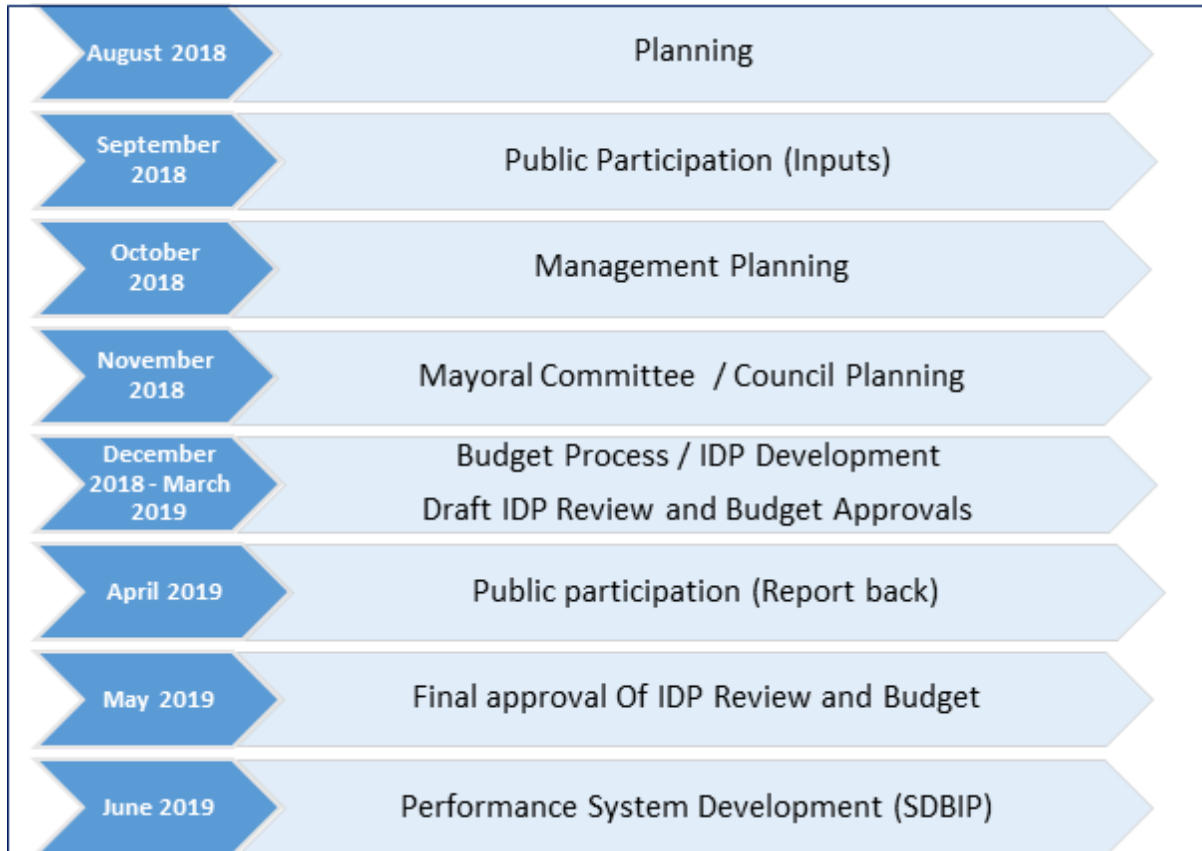 August 2018
Planning
September
2018
Public Participation (Inputs)
October
2018
Management Planning
November
2018
Mayoral Committee / Council Planning
December
2018 - March
2019
Budget Process / IDP Development
Draft IDP Review and Budget Approvals
April 2019
Public participation (Report back)
May 2019
Final approval Of IDP Review and Budget
June 2019
Performance System Development (SDBIP)